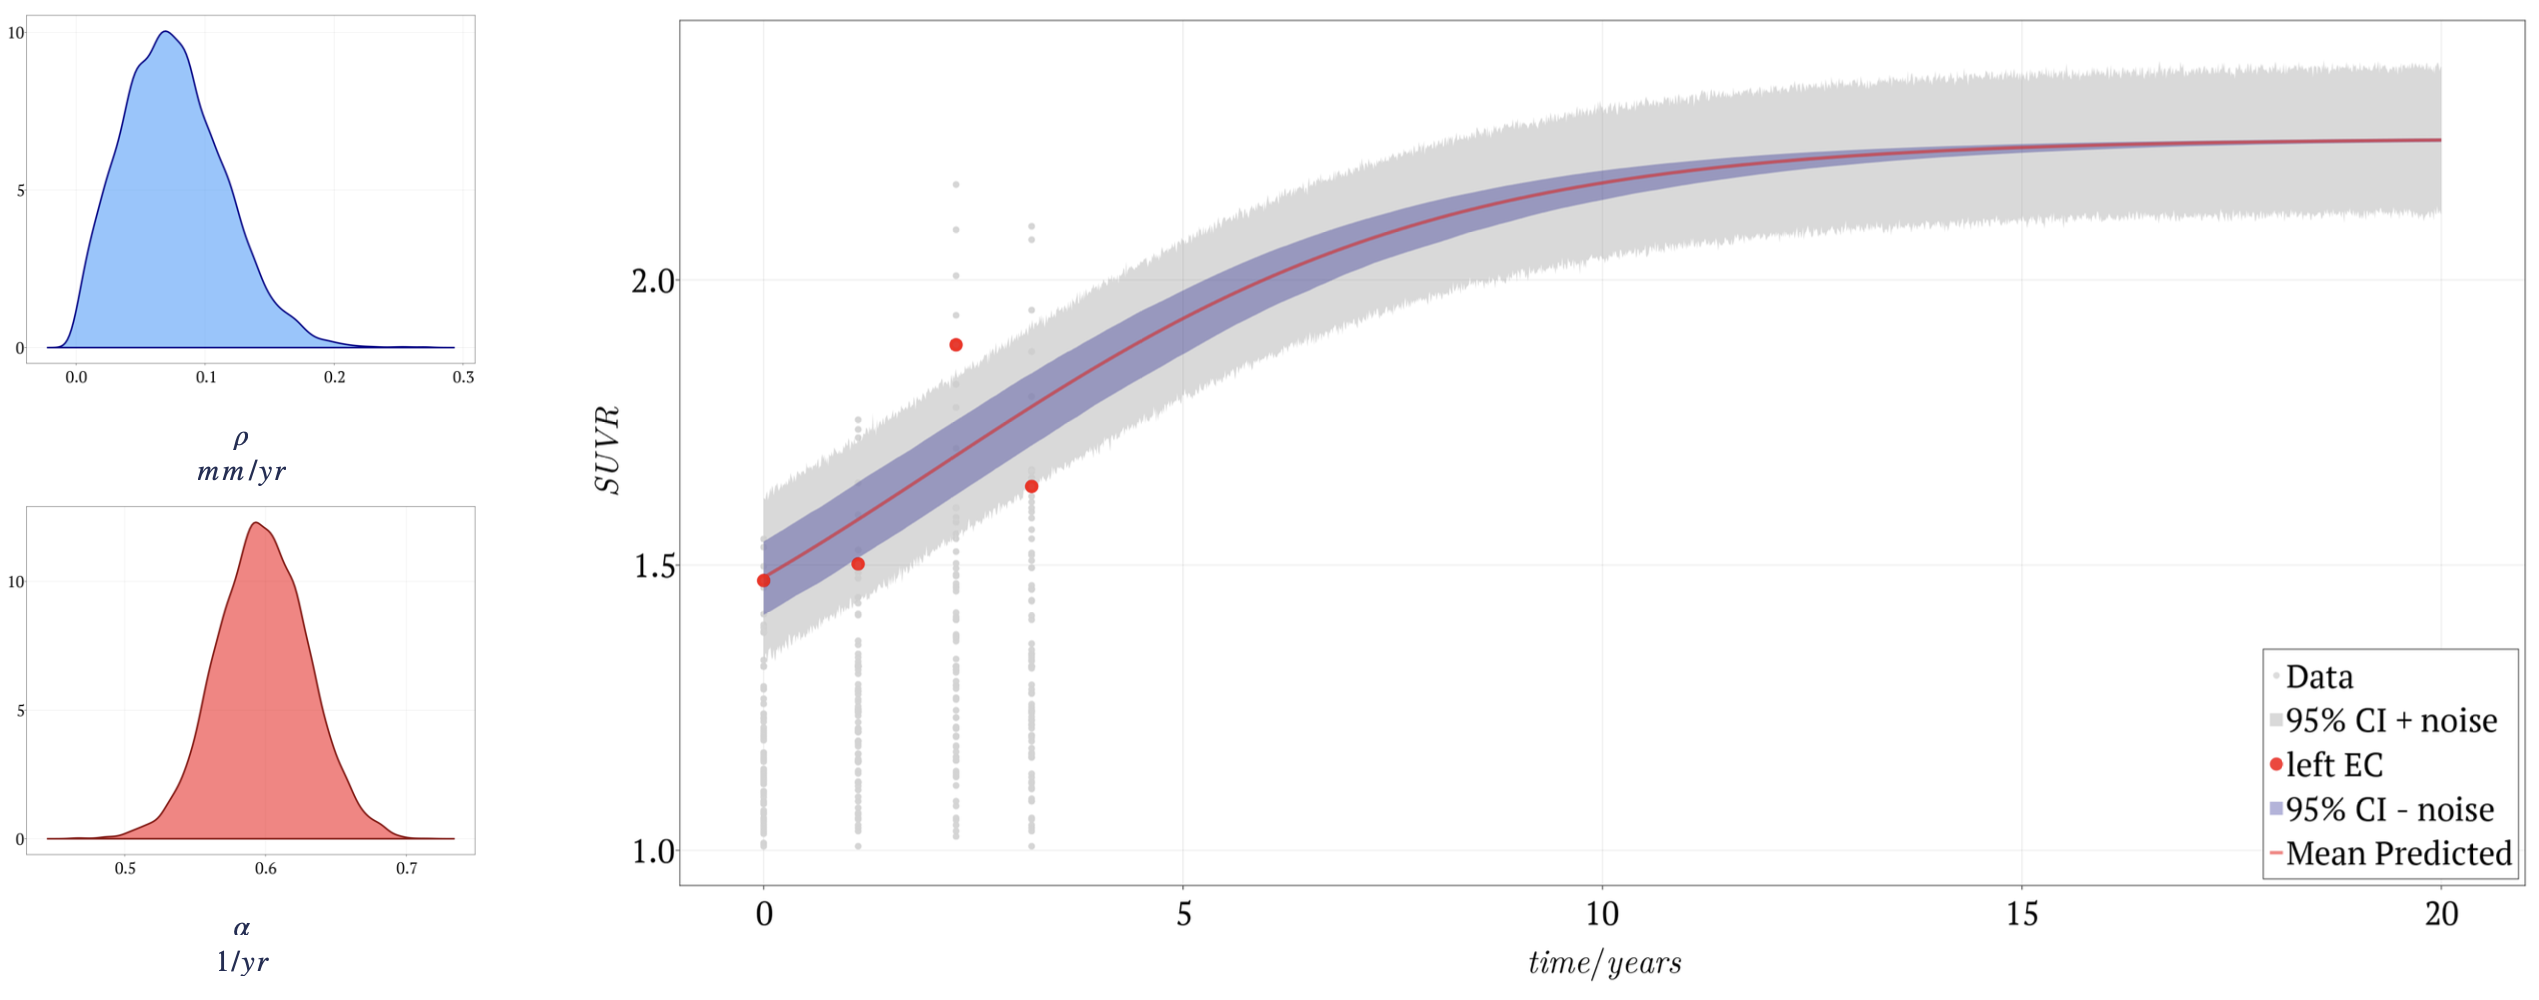 10
5
0
0.0 0.1 0.2 0.3
ρ
mm/yr
10
5
0
0.5 0.6 0.7
α
1/yr
SUVR
2.0
1.5
1.0
0 5 10 15 20
time/years
Data
95% CI + noise
left EC
95% CI - noise
Mean Predicted